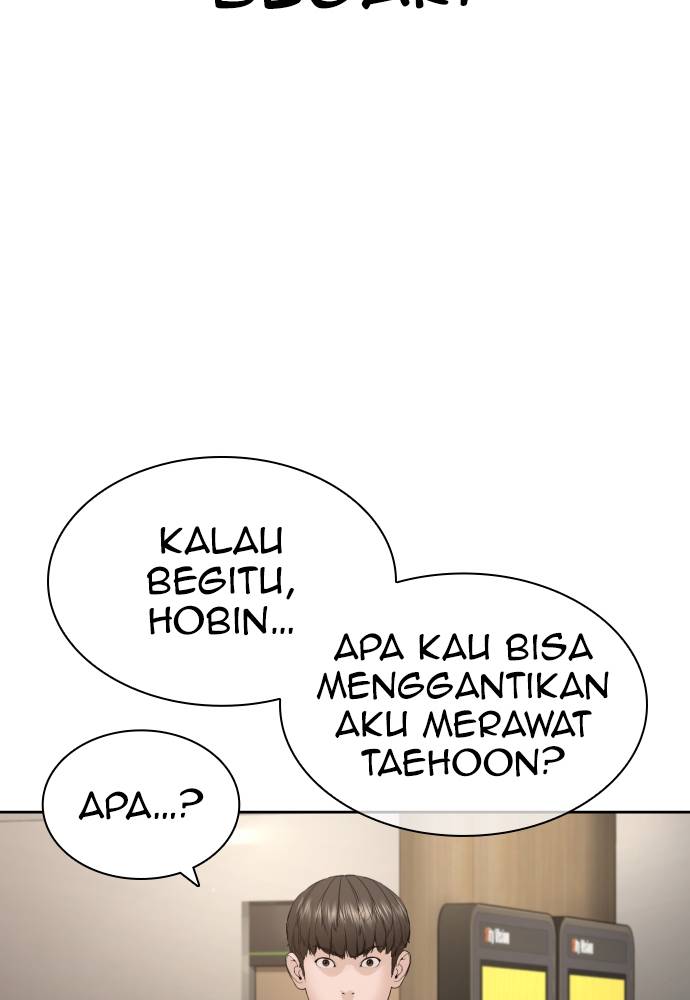 KALAU
BEGITU,
HOBIN...
APA KAU BISA
MENGGANTIKAN
AKU MERAWAT
TAEHOON?
APA...?